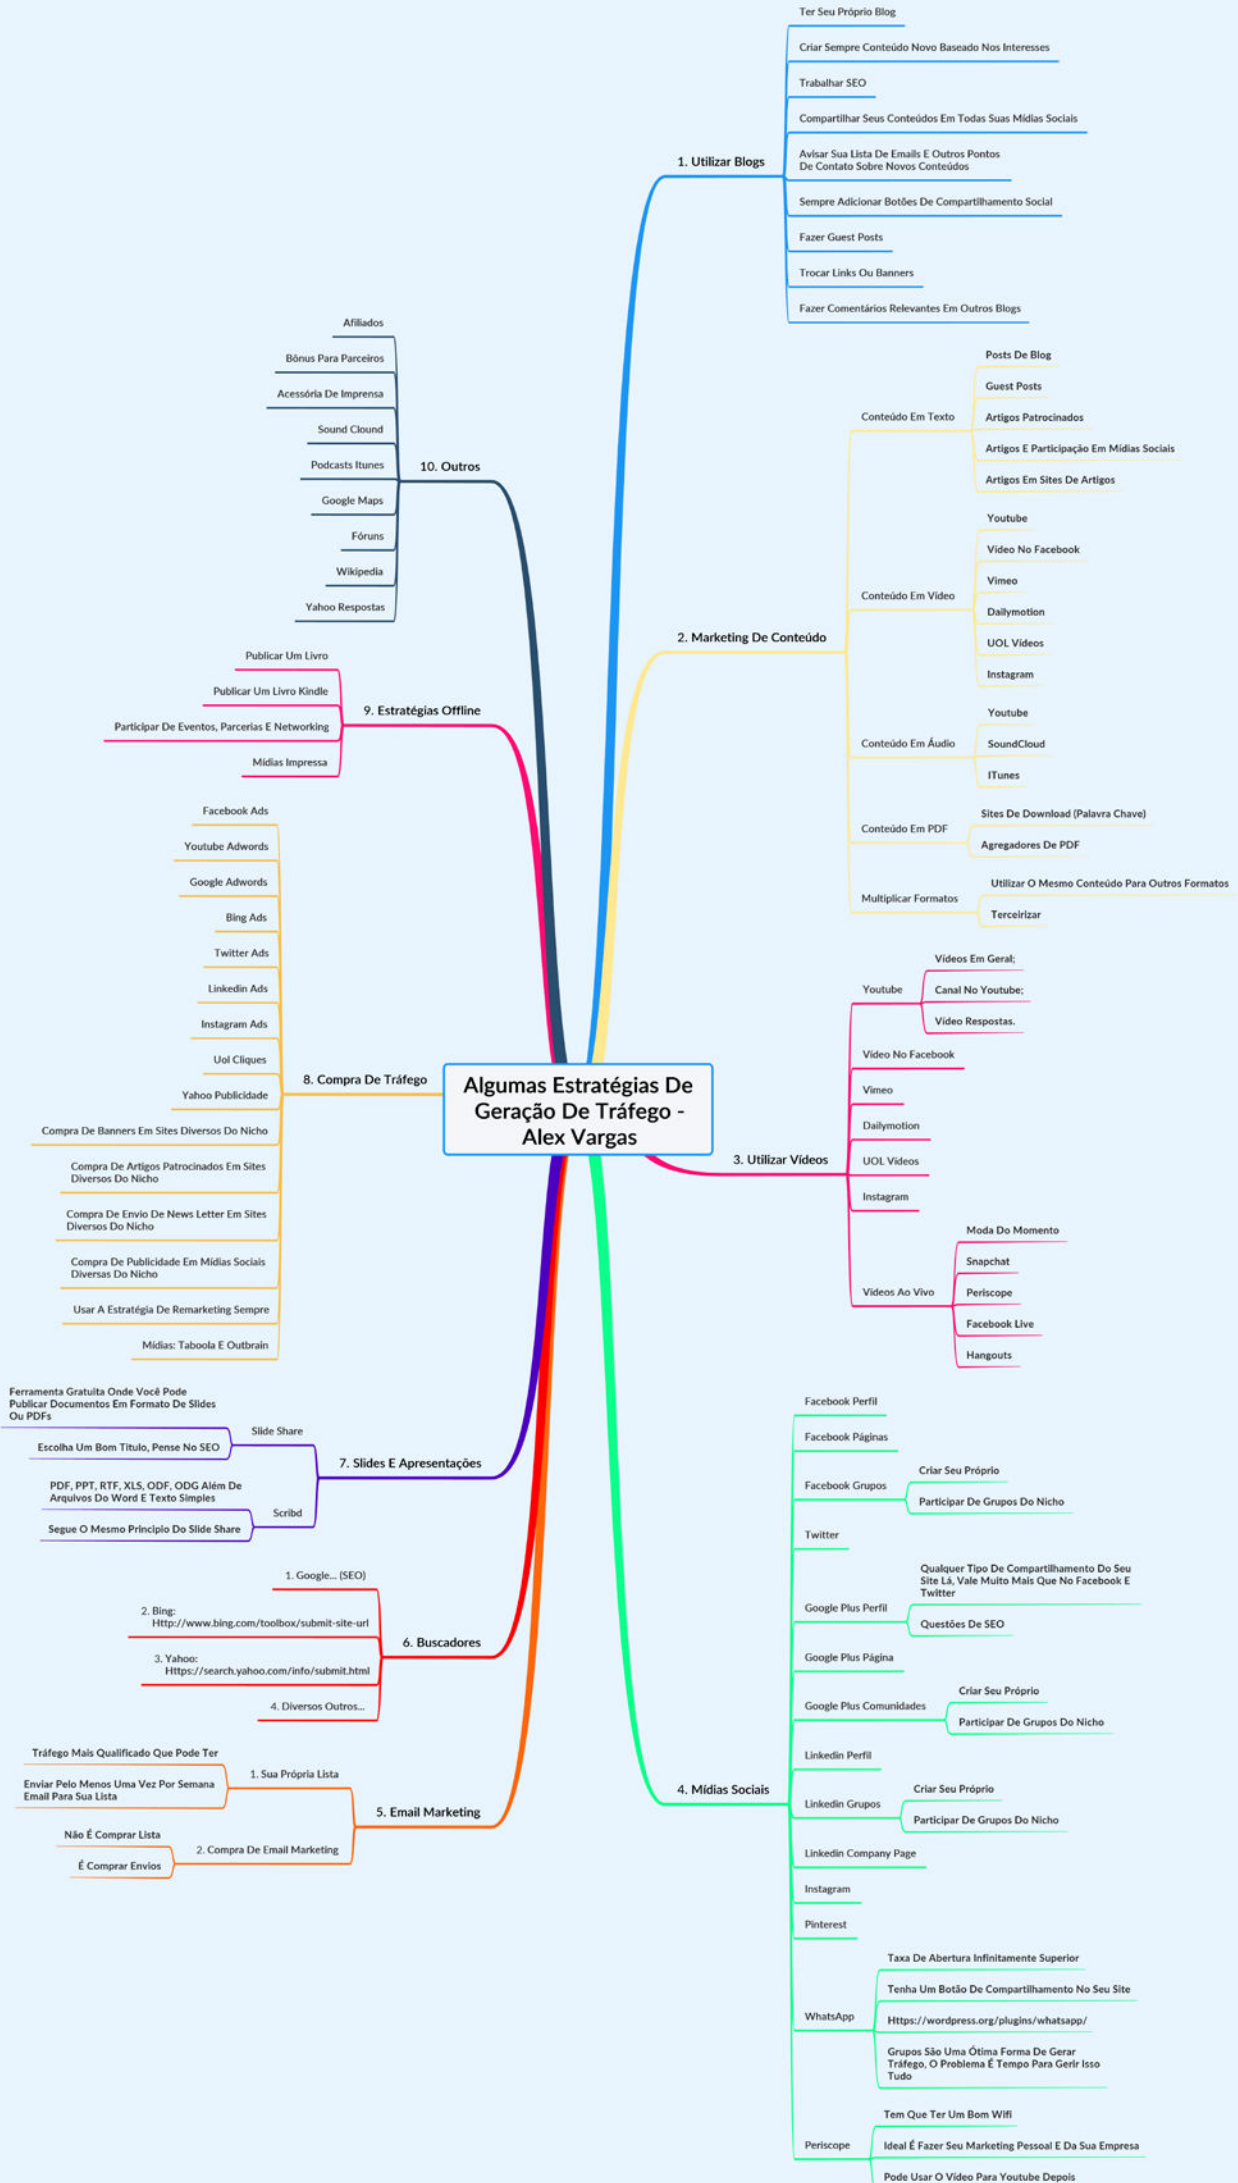 Algumas Estratégias De
Geração De Tráfego -
Alex Vargas
1. Utilizar Blogs
Ter Seu Próprio Blog
Criar Sempre Conteúdo Novo Baseado Nos Interesses
Trabalhar SEO
Compartilhar Seus Conteúdos Em Todas Suas Mídias Sociais
Avisar Sua Lista De Emails E Outros Pontos
De Contato Sobre Novos Conteúdos
Sempre Adicionar Botões De Compartilhamento Social
Fazer Guest Posts
Trocar Links Ou Banners
Fazer Comentários Relevantes Em Outros Blogs
2. Marketing De Conteúdo
Conteúdo Em Texto
Posts De Blog
Guest Posts
Artigos Patrocinados
Artigos E Participação Em Mídias Sociais
Artigos Em Sites De Artigos
Conteúdo Em Vídeo
Youtube
Vídeo No Facebook
Vimeo
Dailymotion
UOL Vídeos
Instagram
Conteúdo Em Áudio
Youtube
SoundCloud
ITunes
Conteúdo Em PDF
Sites De Download (Palavra Chave)
Agregadores De PDF
Multiplicar Formatos
Utilizar O Mesmo Conteúdo Para Outros Formatos
Terceirizar
3. Utilizar Vídeos
Youtube
Vídeos Em Geral;
Canal No Youtube;
Vídeo Respostas.
Vídeo No Facebook
Vimeo
Dailymotion
UOL Vídeos
Instagram
Vídeos Ao Vivo
Moda Do Momento
Snapchat
Periscope
Facebook Live
Hangouts
4. Mídias Sociais
Facebook Perfil
Facebook Páginas
Facebook Grupos
Criar Seu Próprio
Participar De Grupos Do Nicho
Twitter
Google Plus Perfil
Qualquer Tipo De Compartilhamento Do Seu
Site Lá, Vale Muito Mais Que No Facebook E
Twitter
Questões De SEO
Google Plus Página
Google Plus Comunidades
Criar Seu Próprio
Participar De Grupos Do Nicho
Linkedin Perfil
Linkedin Grupos
Criar Seu Próprio
Participar De Grupos Do Nicho
Linkedin Company Page
Instagram
Pinterest
WhatsApp
Taxa De Abertura Infinitamente Superior
Tenha Um Botão De Compartilhamento No Seu Site
Https://wordpress.org/plugins/whatsapp/
Grupos São Uma Ótima Forma De Gerar
Tráfego, O Problema É Tempo Para Gerir Isso
Tudo
Periscope
Tem Que Ter Um Bom Wifi
Ideal É Fazer Seu Marketing Pessoal E Da Sua Empresa
Pode Usar O Vídeo Para Youtube Depois
5. Email Marketing
1. Sua Própria Lista
Tráfego Mais Qualificado Que Pode Ter
Enviar Pelo Menos Uma Vez Por Semana
Email Para Sua Lista
2. Compra De Email Marketing
Não É Comprar Lista
É Comprar Envios
6. Buscadores
1. Google... (SEO)
2. Bing:
Http://www.bing.com/toolbox/submit-site-url
3. Yahoo:
Https://search.yahoo.com/info/submit.html
4. Diversos Outros...
7. Slides E Apresentações
Slide Share
Ferramenta Gratuita Onde Você Pode
Publicar Documentos Em Formato De Slides
Ou PDFs
Escolha Um Bom Título, Pense No SEO
Scribd
PDF, PPT, RTF, XLS, ODF, ODG Além De
Arquivos Do Word E Texto Simples
Segue O Mesmo Principio Do Slide Share
8. Compra De Tráfego
Facebook Ads
Youtube Adwords
Google Adwords
Bing Ads
Twitter Ads
Linkedin Ads
Instagram Ads
Uol Cliques
Yahoo Publicidade
Compra De Banners Em Sites Diversos Do Nicho
Compra De Artigos Patrocinados Em Sites
Diversos Do Nicho
Compra De Envio De News Letter Em Sites
Diversos Do Nicho
Compra De Publicidade Em Mídias Sociais
Diversas Do Nicho
Usar A Estratégia De Remarketing Sempre
Mídias: Taboola E Outbrain
9. Estratégias Offline
Publicar Um Livro
Publicar Um Livro Kindle
Participar De Eventos, Parcerias E Networking
Mídias Impressa
10. Outros
Afiliados
Bônus Para Parceiros
Acessória De Imprensa
Sound Clound
Podcasts Itunes
Google Maps
Fóruns
Wikipedia
Yahoo Respostas